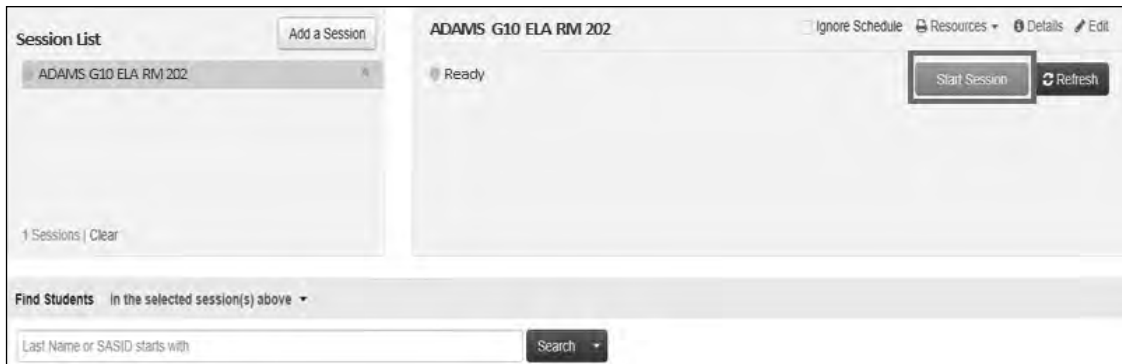 Session List
Add a Session
ADAMS G10 ELA RM 202
1 Sessions | Clear
ADAMS G10 ELA RM 202
Ignore Schedule Resources Details Edit
Ready
Start Session
Refresh
Find Students In the selected session(s) above
Last Name or SASID starts with
Search